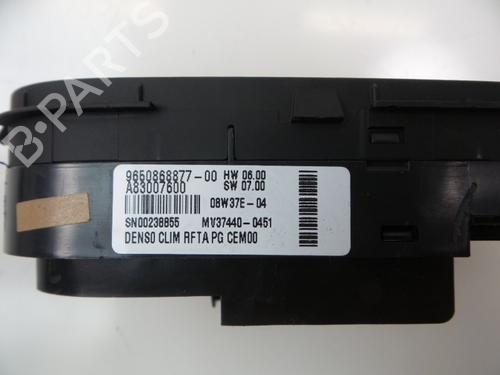 9650868877-00 HW 06.00
A83007600 SW 07.00
08W37E-04
SN00238855 MV37440-0451
DENSO CLIM RFTA PG CEM00
B-PARTS